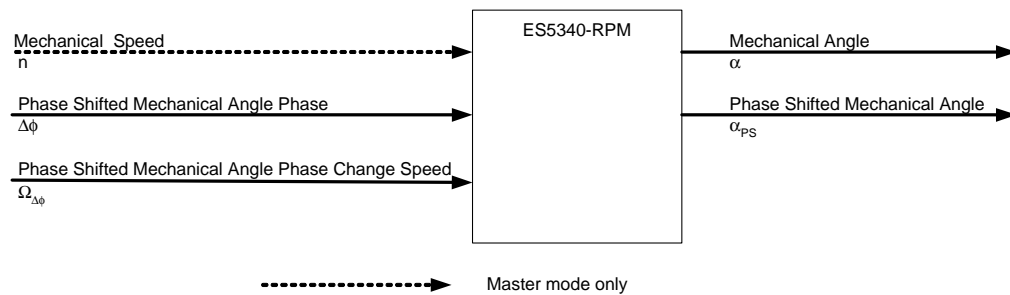 ES5340-RPM
Mechanical Speed
n
Mechanical Angle
α
Phase Shifted Mechanical Angle Phase
Δϕ
Phase Shifted Mechanical Angle
αPS
Phase Shifted Mechanical Angle Phase Change Speed
ΩΔϕ
Master mode only